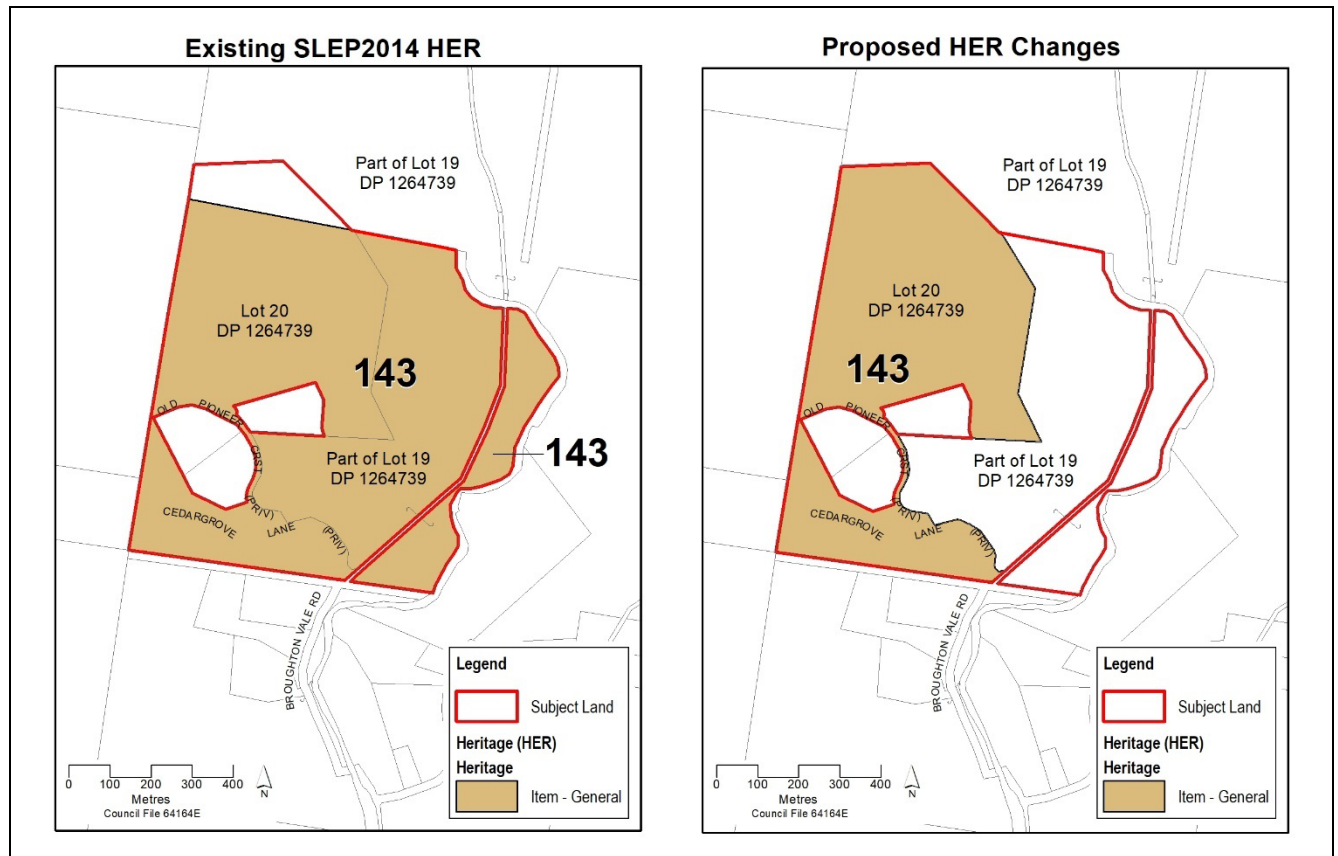 Existing SLEP2014 HER
Part of Lot 19
DP 1264739
Lot 20
DP 1264739
143
OLD PIONEER CRST (PRIV)
Part of Lot 19
DP 1264739
143
CEDARGROVE LANE (PRIV)
BROUGHTON VALE RD
Legend
Subject Land
Heritage (HER)
Heritage
Item - General
0 100 200 300 400
Metres
Council File 64164E
N
Proposed HER Changes
Part of Lot 19
DP 1264739
Lot 20
DP 1264739
143
OLD PIONEER CRST (PRIV)
Part of Lot 19
DP 1264739
CEDARGROVE LANE (PRIV)
BROUGHTON VALE RD
Legend
Subject Land
Heritage (HER)
Heritage
Item - General
0 100 200 300 400
Metres
Council File 64164E
N